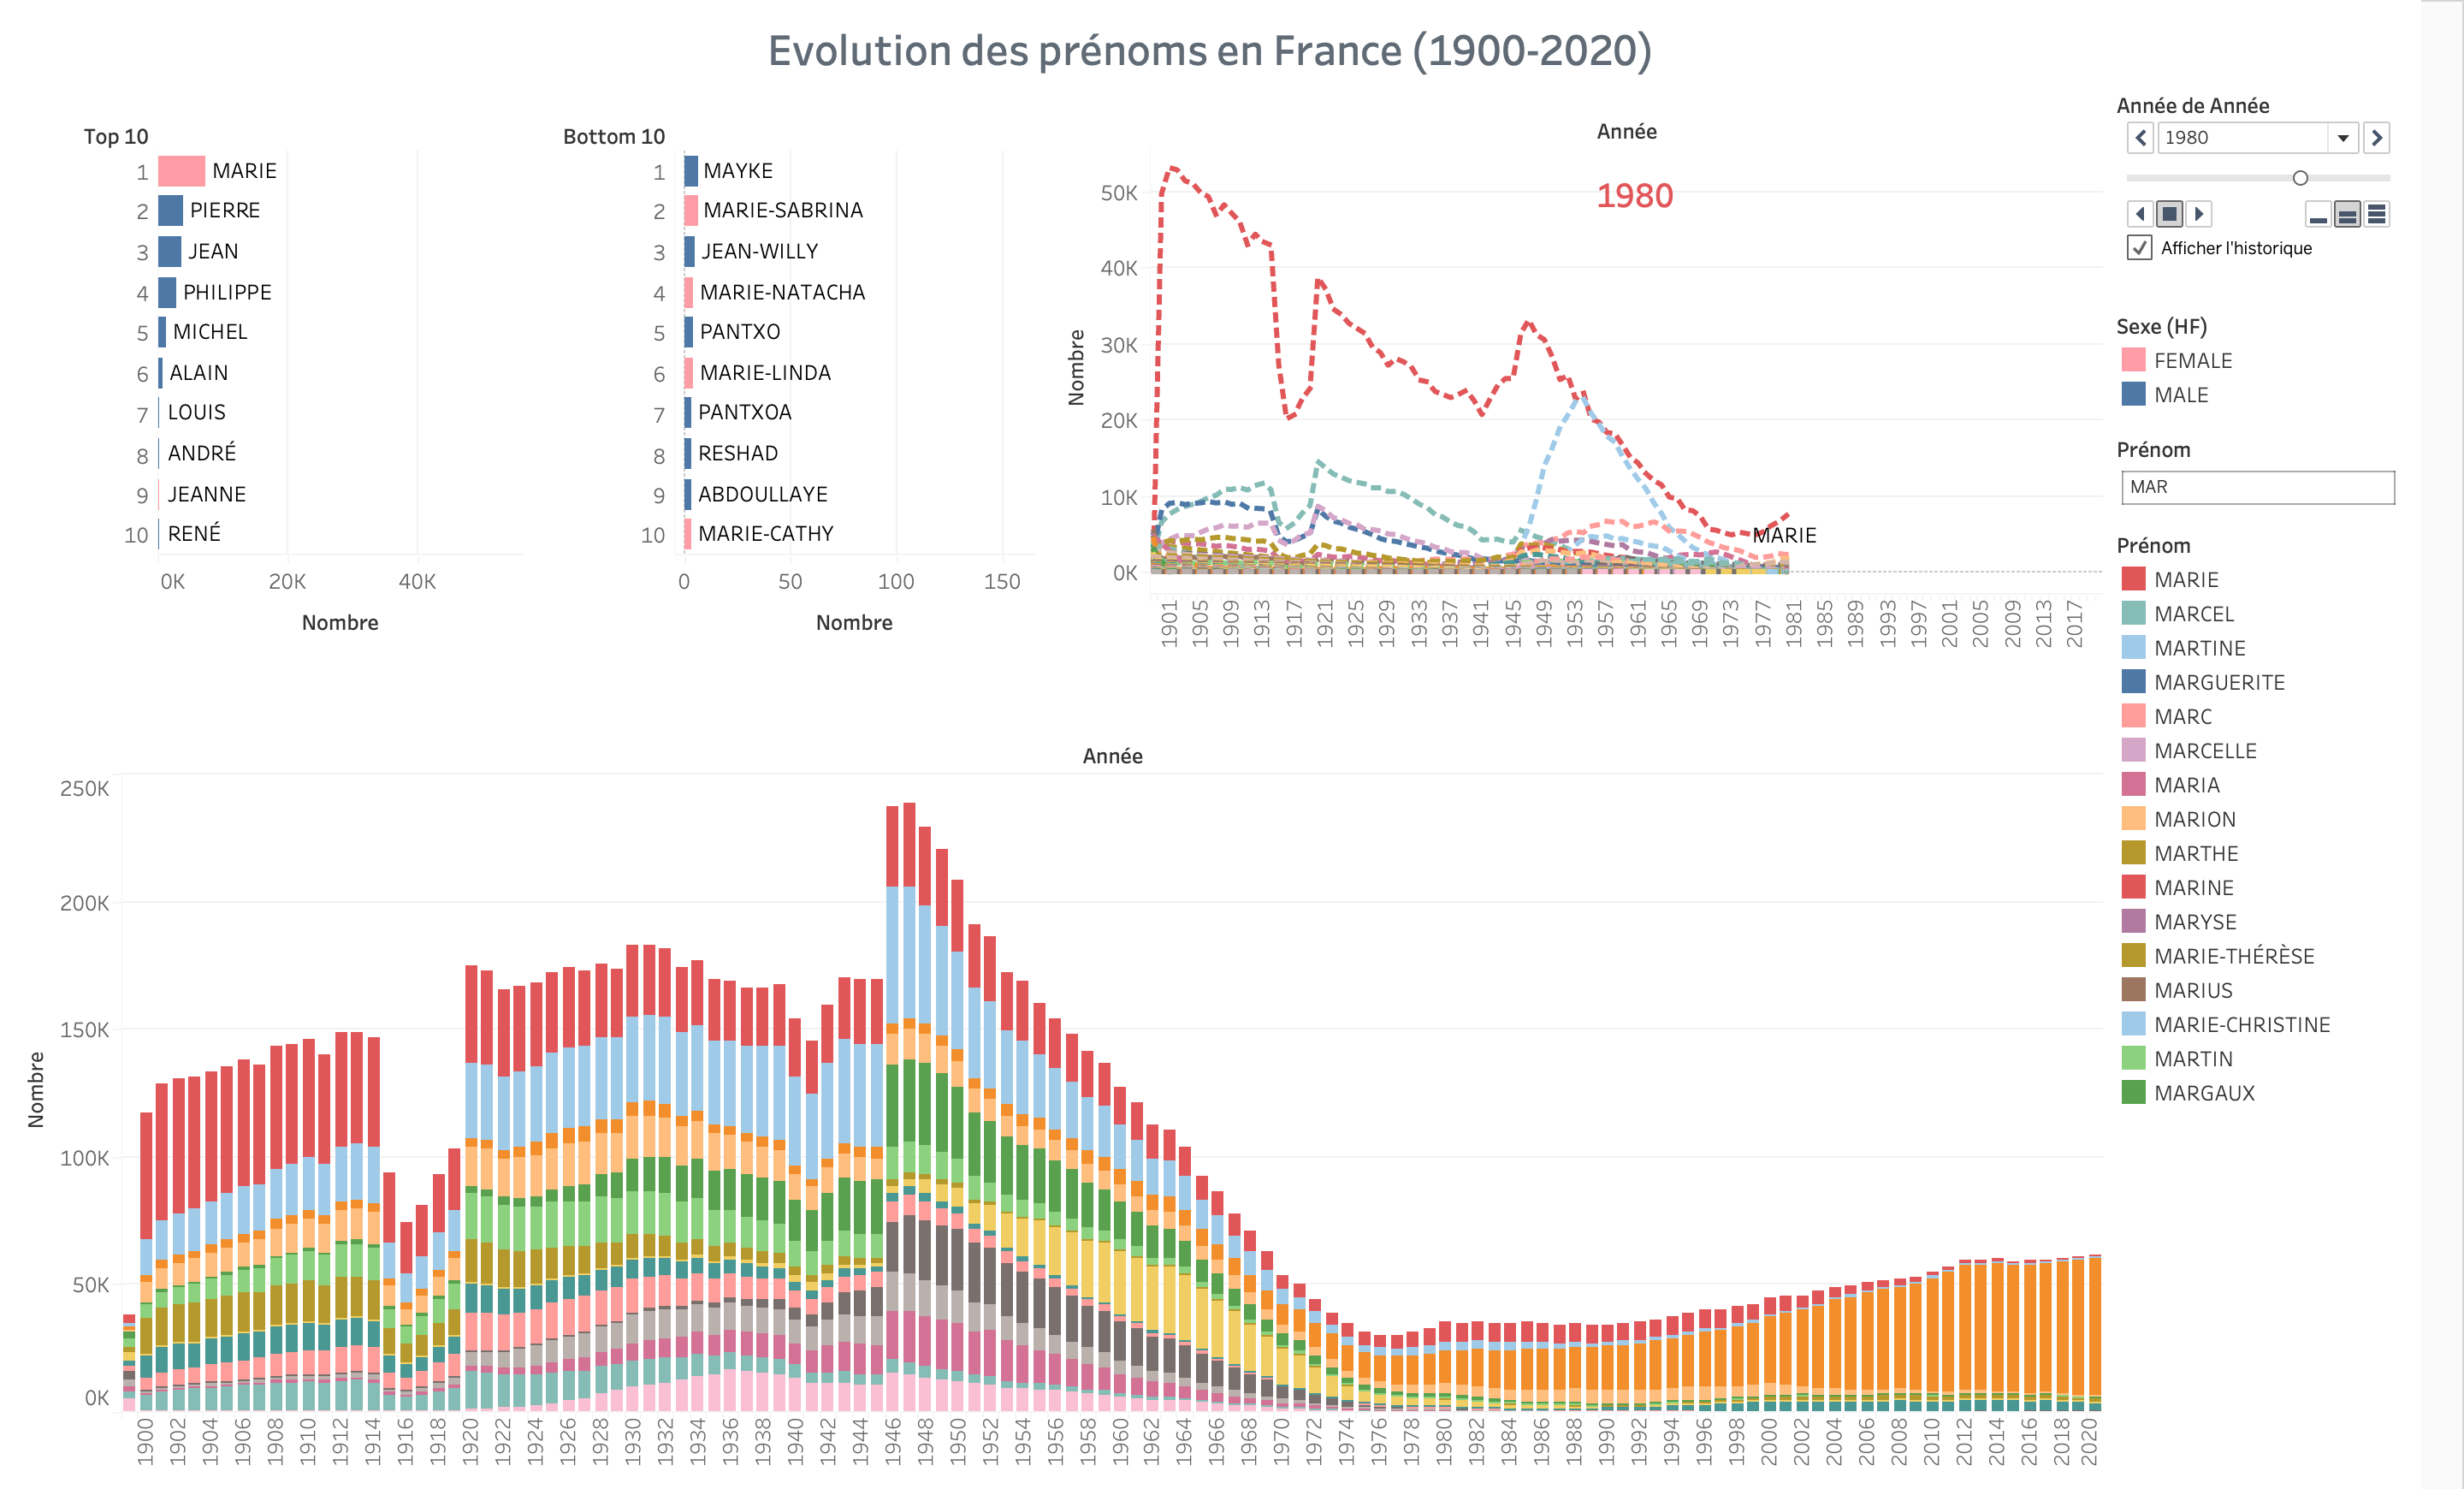 Evolution des prénoms en France (1900-2020)
Top 10
1 MARIE
2 PIERRE
3 JEAN
4 PHILIPPE
5 MICHEL
6 ALAIN
7 LOUIS
8 ANDRÉ
9 JEANNE
10 RENÉ
0K 20K 40K
Nombre
Bottom 10
1 MAYKE
2 MARIE-SABRINA
3 JEAN-WILLY
4 MARIE-NATACHA
5 PANTXO
6 MARIE-LINDA
7 PANTXOA
8 RESHAD
9 ABDOULLAYE
10 MARIE-CATHY
0 50 100 150
Nombre
Année
1980
50K
40K
30K
20K
10K
0K
Nombre
MARIE
1901 1905 1909 1913 1917 1921 1925 1929 1933 1937 1941 1945 1949 1953 1957 1961 1965 1969 1973 1977 1981 1985 1989 1993 1997 2001 2005 2009 2013 2017
Année de Année
1980
Afficher l'historique
Sexe (HF)
FEMALE
MALE
Prénom
MAR
Prénom
MARIE
MARCEL
MARTINE
MARGUERITE
MARC
MARCELLE
MARIA
MARION
MARTHE
MARINE
MARYSE
MARIE-THÉRÈSE
MARIUS
MARIE-CHRISTINE
MARTIN
MARGAUX
Année
250K
200K
150K
100K
50K
0K
Nombre
1900 1902 1904 1906 1908 1910 1912 1914 1916 1918 1920 1922 1924 1926 1928 1930 1932 1934 1936 1938 1940 1942 1944 1946 1948 1950 1952 1954 1956 1958 1960 1962 1964 1966 1968 1970 1972 1974 1976 1978 1980 1982 1984 1986 1988 1990 1992 1994 1996 1998 2000 2002 2004 2006 2008 2010 2012 2014 2016 2018 2020